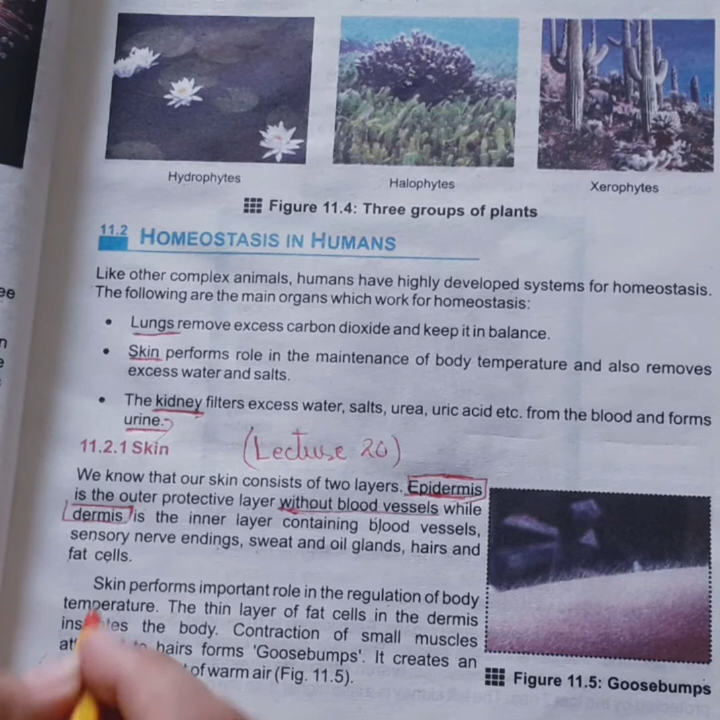 Hydrophytes
Halophytes
Xerophytes
Figure 11.4: Three groups of plants
11.2 HOMEOSTASIS IN HUMANS
Like other complex animals, humans have highly developed systems for homeostasis.
The following are the main organs which work for homeostasis:
• Lungs remove excess carbon dioxide and keep it in balance.
• Skin performs role in the maintenance of body temperature and also removes
excess water and salts.
• The kidney filters excess water, salts, urea, uric acid etc. from the blood and forms
urine.
11.2.1 Skin
(Lecture 20)
We know that our skin consists of two layers. Epidermis
is the outer protective layer without blood vessels while
dermis is the inner layer containing blood vessels,
sensory nerve endings, sweat and oil glands, hairs and
fat cells.
Skin performs important role in the regulation of body
temperature. The thin layer of fat cells in the dermis
the body. Contraction of small muscles
hairs forms 'Goosebumps'. It creates an
of warm air (Fig. 11.5).
Figure 11.5: Goosebumps